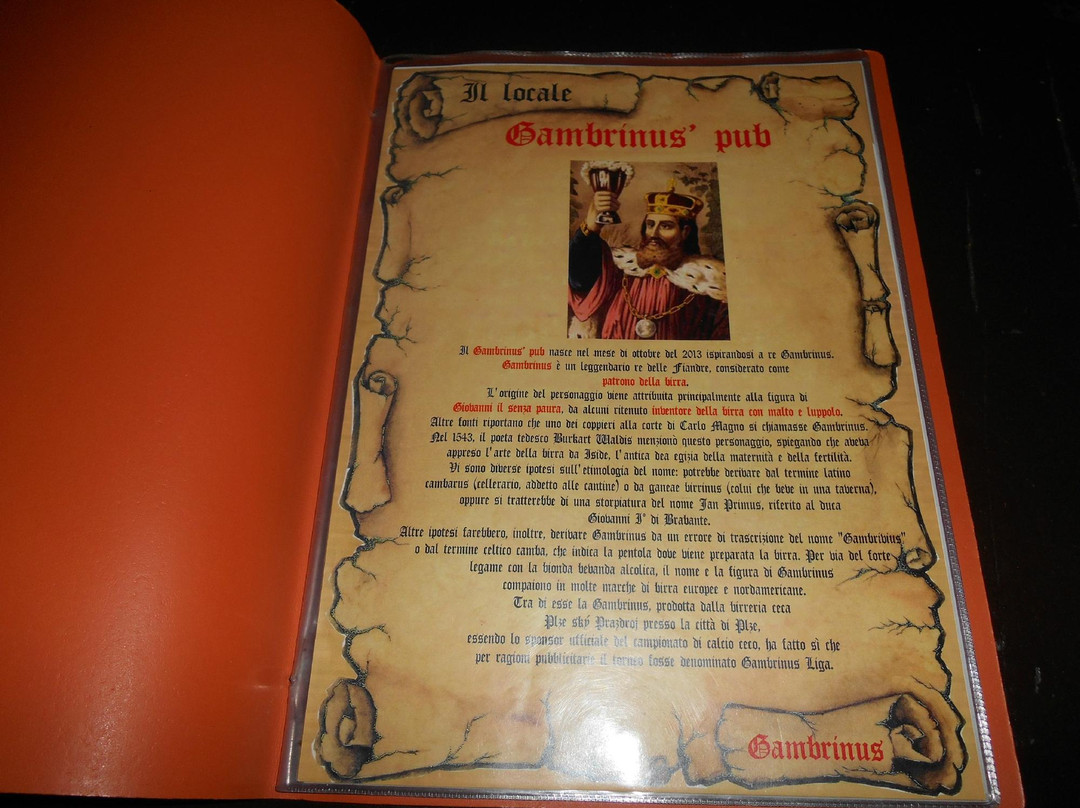 Il locale
Gambrinus' pub
Il Gambrinus' pub nasce nel mese di ottobre del 2013 ispirandosi a re Gambrinus.
Gambrinus è un leggendario re delle Fiandre, considerato come
patrono della birra.
L'origine del personaggio viene attribuita principalmente alla figura di
Giovanni il senza paura, da alcuni ritenuto inventore della birra con malto e luppolo.
Altre fonti riportano che uno dei coppieri alla corte di Carlo Magno si chiamasse Gambrinus.
Nel 1543, il poeta tedesco Burkart Waldis menzionò questo personaggio, spiegando che aveva
appreso l'arte della birra da Iside, l'antica dea egizia della maternità e della fertilità.
Vi sono diverse ipotesi sull'etimologia del nome: potrebbe derivare dal termine latino
cambarus (cellerario, addetto alle cantine) o da ganeae birrinus (colui che beve in una taverna),
oppure si tratterebbe di una storpiatura del nome Jan Primus, riferito al duca
Giovanni I° di Brabante.
Altre ipotesi farebbero, inoltre, derivare Gambrinus da un errore di trascrizione del nome "Gambrivius"
o dal termine celtico camba, che indica la pentola dove viene preparata la birra. Per via del forte
legame con la bionda bevanda alcolica, il nome e la figura di Gambrinus
compaiono in molte marche di birra europee e nordamericane.
Tra di esse la Gambrinus, prodotta dalla birreria ceca
Plze ský Prazdroj presso la città di Plze,
essendo lo sponsor ufficiale del campionato di calcio ceco, ha fatto sì che
per ragioni pubblicitarie il torneo fosse denominato Gambrinus Liga.
Gambrinus